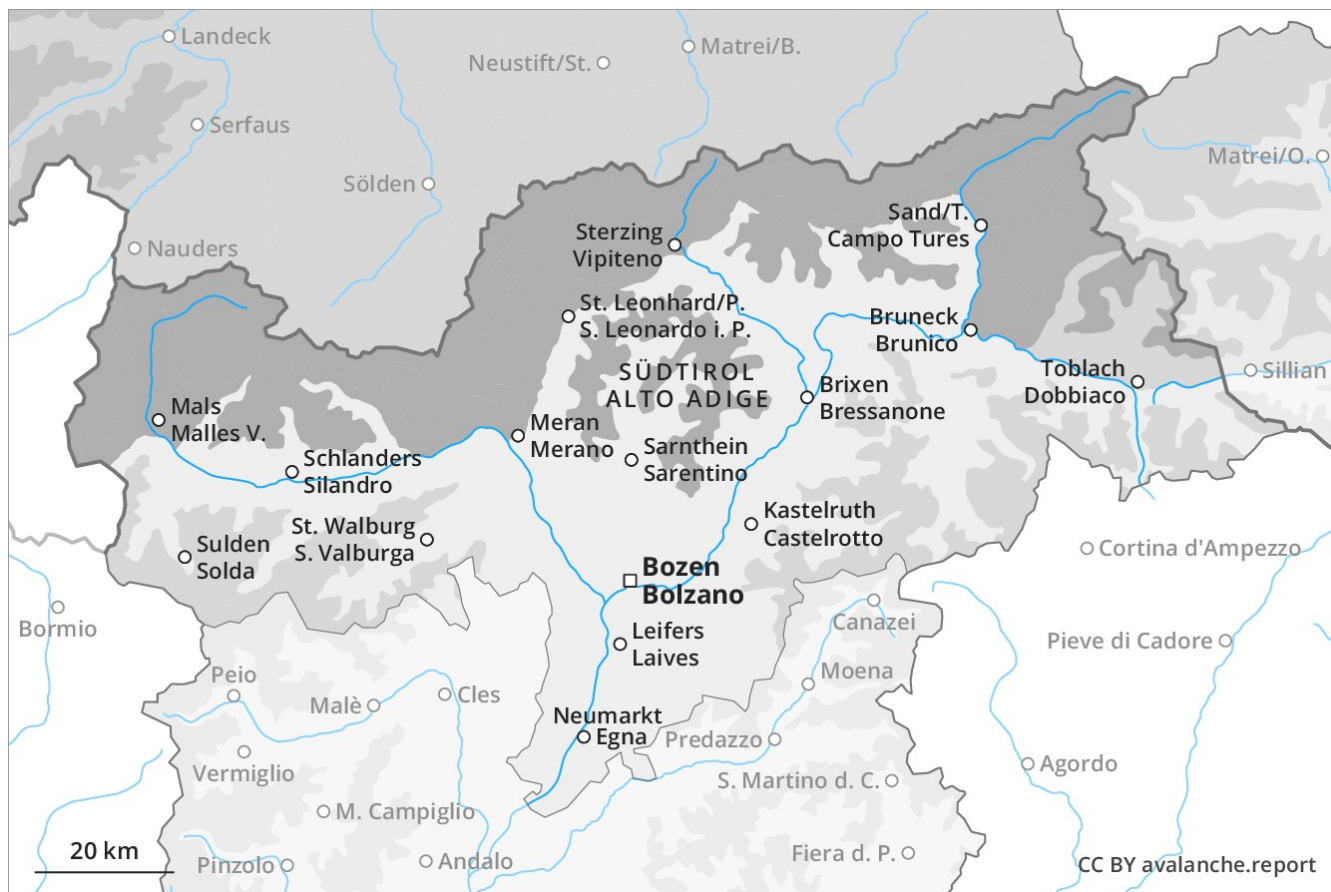 Landeck
Matrei/B.
Neustift/St.
Serfaus
Matrei/O.
Sölden
Sand/T.
Campo Tures
Sterzing
Vipiteno
Nauders
St. Leonhard/P.
S. Leonardo i. P.
Bruneck
Brunico
SÜDTIROL
ALTO ADIGE
Toblach
Dobbiaco
Sillian
Brixen
Bressanone
Mals
Malles V.
Meran
Merano
Sarnthein
Sarentino
Schlanders
Silandro
Kastelruth
Castelrotto
St. Walburg
S. Valburga
Sulden
Solda
Cortina d'Ampezzo
Bozen
Bolzano
Bormio
Canazei
Leifers
Laives
Pieve di Cadore
Peio
Moena
Malè
Cles
Neumarkt
Egna
Predazzo
Vermiglio
Agordo
S. Martino d. C.
M. Campiglio
20 km
Pinzolo
Andalo
Fiera d. P.
CC BY avalanche.report